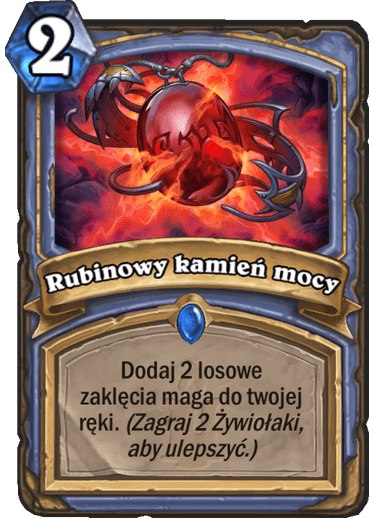 2
Rubinowy kamień mocy
Dodaj 2 losowe
zaklęcia maga do twojej
ręki. (Zagraj 2 Żywiołaki,
aby ulepszyć.)